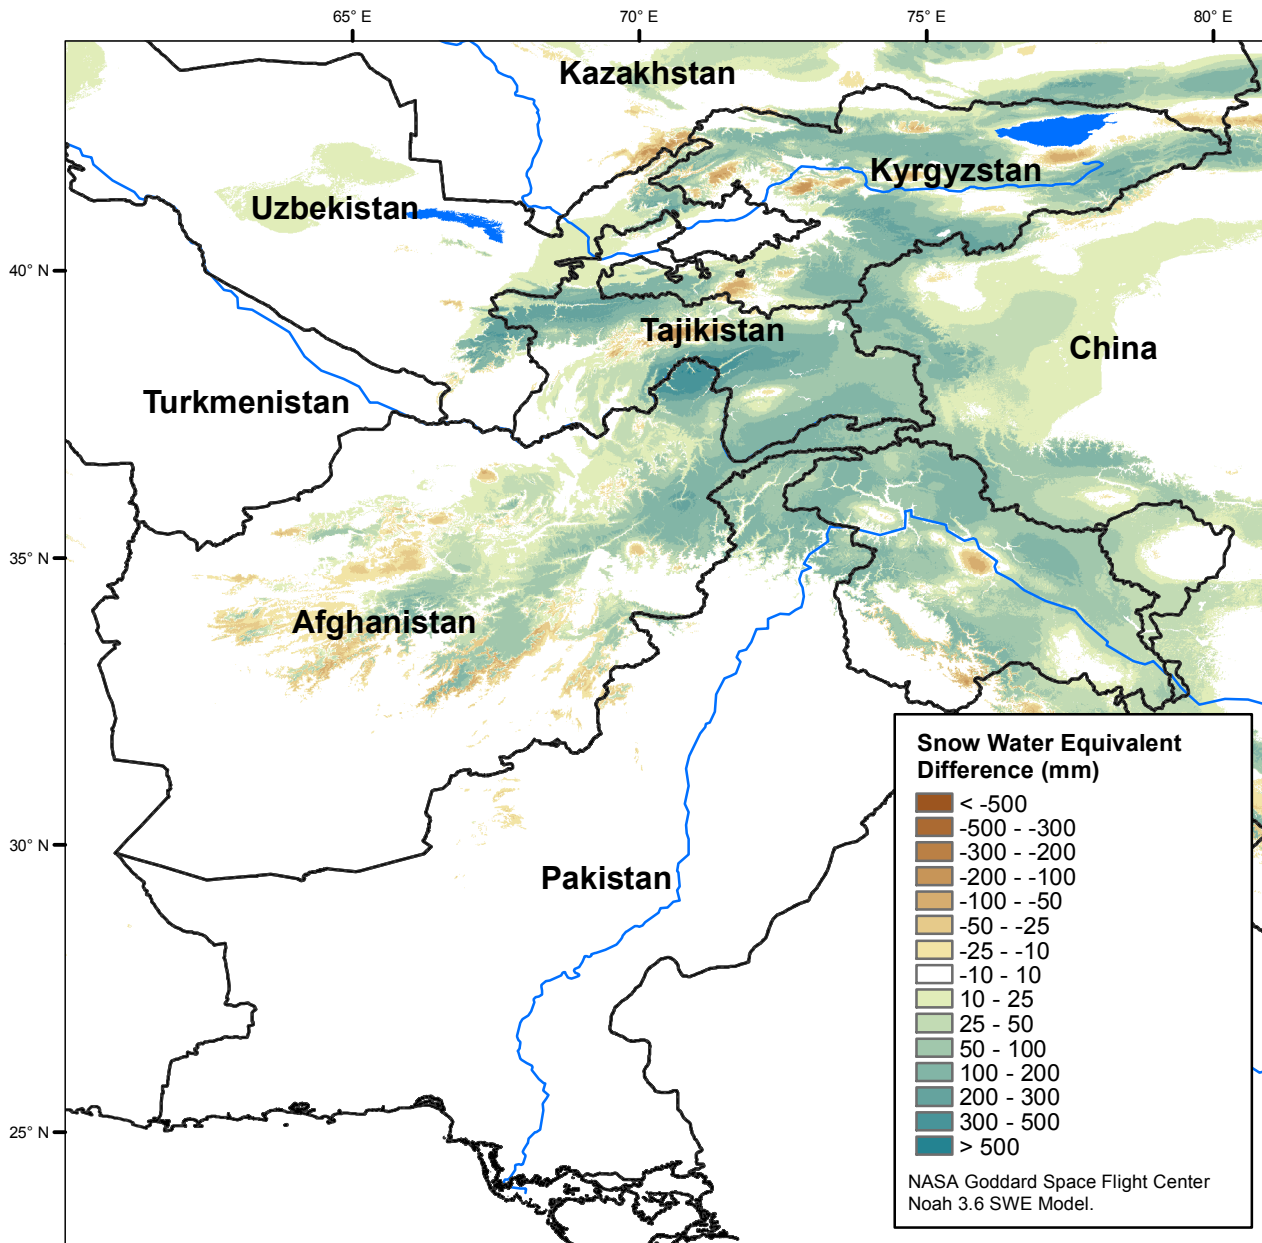 65° E 70° E 75° E 80° E
Kazakhstan
Kyrgyzstan
Uzbekistan
40° N
Tajikistan
China
Turkmenistan
35° N
Afghanistan
Snow Water Equivalent
Difference (mm)
< -500
-500 - -300
-300 - -200
-200 - -100
-100 - -50
-50 - -25
-25 - -10
-10 - 10
10 - 25
25 - 50
50 - 100
100 - 200
200 - 300
300 - 500
> 500
NASA Goddard Space Flight Center
Noah 3.6 SWE Model.
30° N
Pakistan
25° N